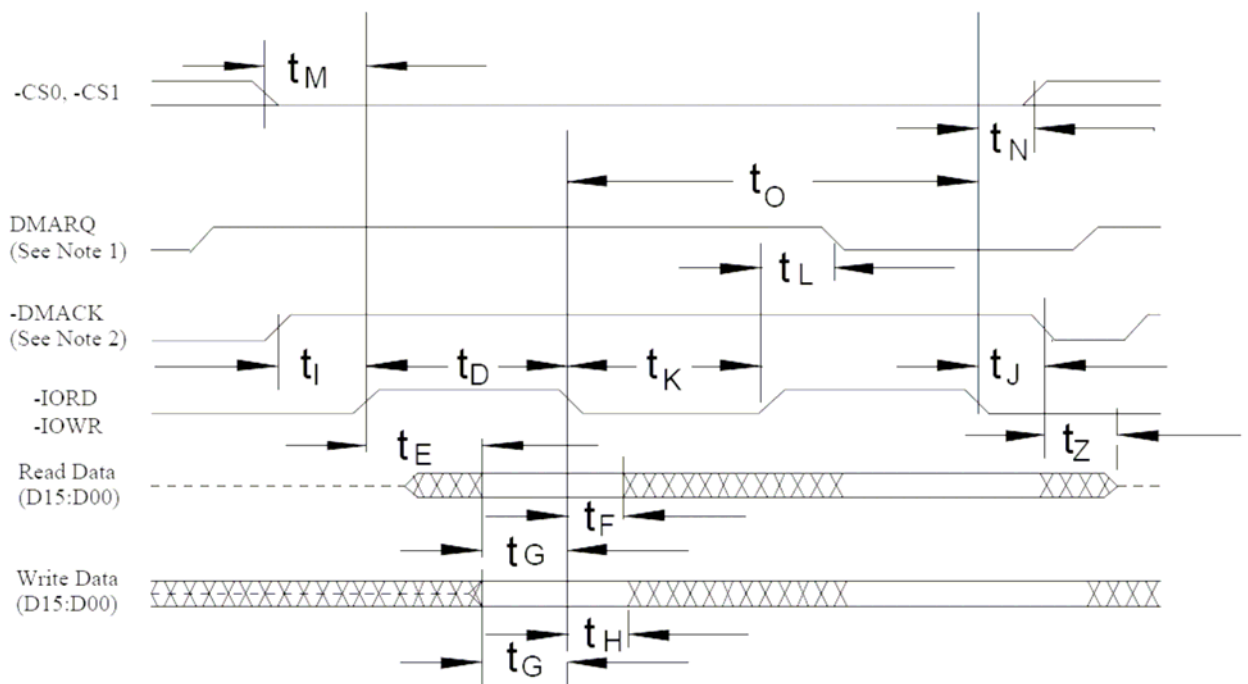 tM
-CS0, -CS1
tN
tO
DMARQ
(See Note 1)
tL
-DMACK
(See Note 2)
tI
tD
tK
tJ
-IORD
-IOWR
tE
tZ
Read Data
(D15:D00)
tF
tG
Write Data
(D15:D00)
tH
tG